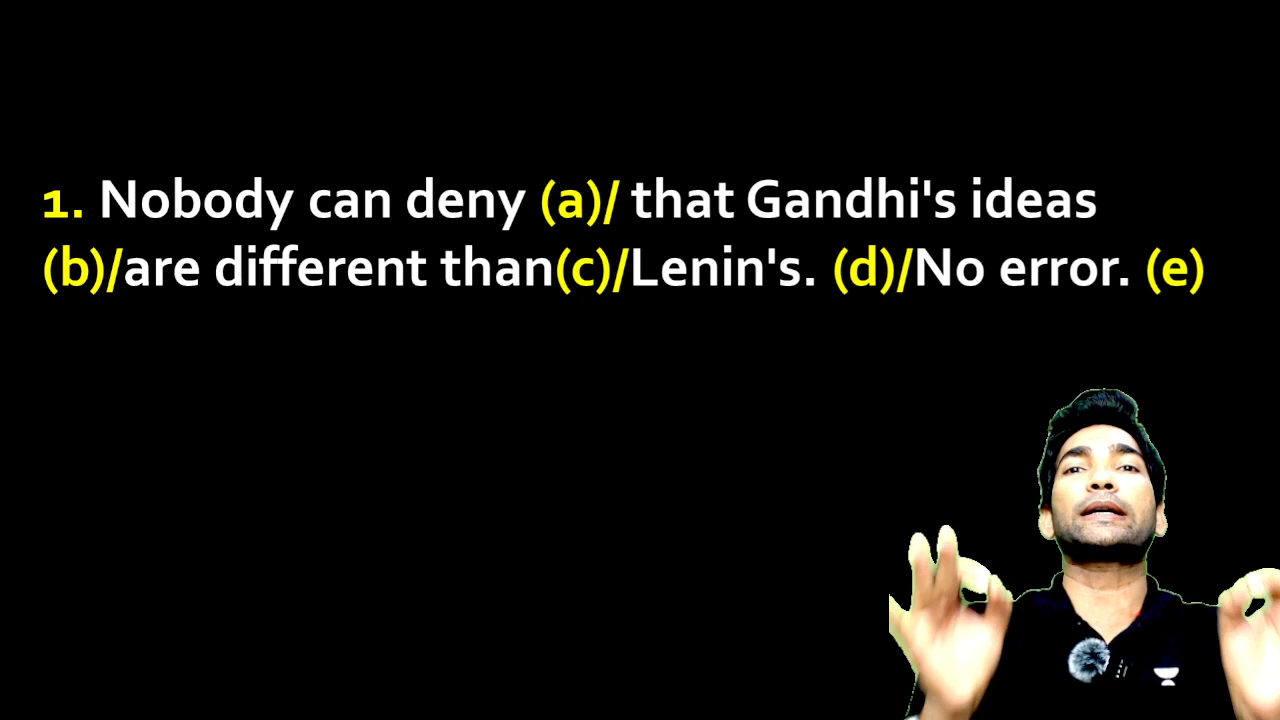 1. Nobody can deny (a)/ that Gandhi's ideas
(b)/are different than(c)/Lenin's. (d)/No error. (e)